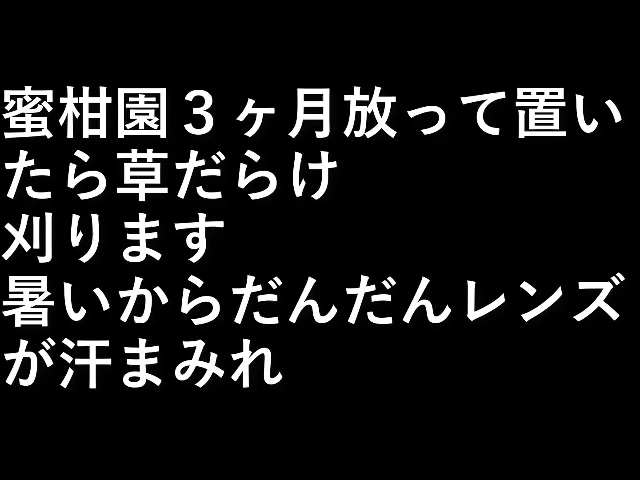 蜜柑園３ヶ月放って置い
たら草だらけ
刈ります
暑いからだんだんレンズ
が汗まみれ